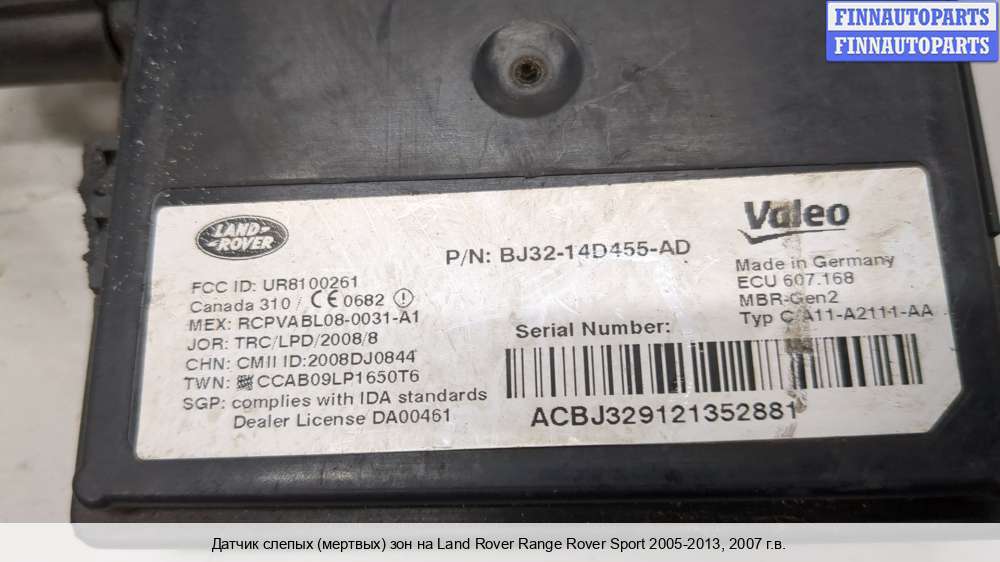 FINNAUTOPARTS
FINNAUTOPARTS
LAND-
ROVER
P/N: BJ32-14D455-AD
Valeo
Made in Germany
ECU 607.168
MBR-Gen2
Typ C/A11-A2111-AA
FCC ID: UR8100261
Canada 310 / CE0682
MEX: RCPVABL08-0031-A1
JOR: TRC/LPD/2008/8
CHN: CMII ID:2008DJ0844
TWN: CCAB09LP1650T6
SGP: complies with IDA standards
Dealer License DA00461
Serial Number:
ACBJ329121352881
Датчик слепых (мертвых) зон на Land Rover Range Rover Sport 2005-2013, 2007 г.в.